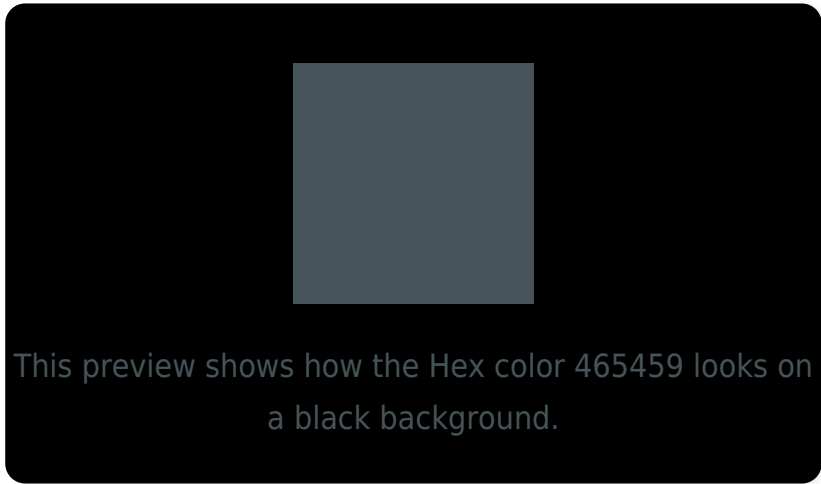 This preview shows how the Hex color 465459 looks on
a black background.